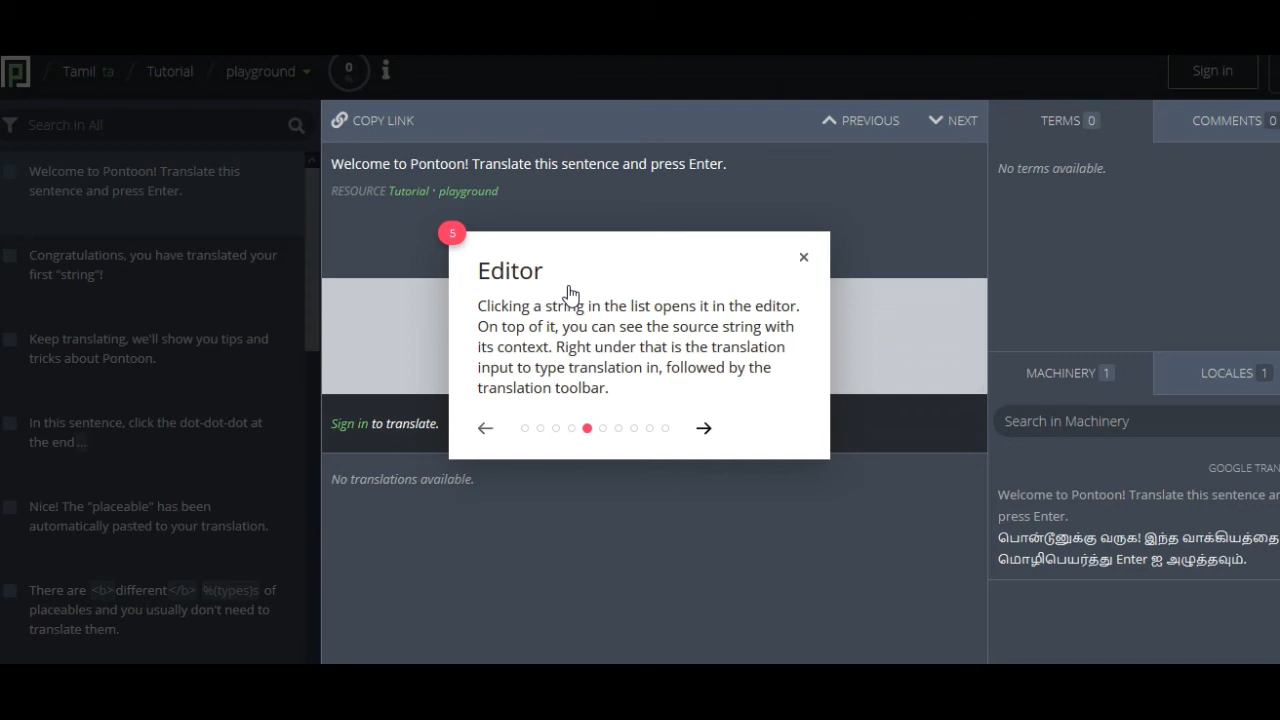 Tamil ta
Tutorial
playground
0
Sign in
Search in All
Welcome to Pontoon! Translate this
sentence and press Enter.
Congratulations, you have translated your
first "string"!
Keep translating, we'll show you tips and
tricks about Pontoon.
In this sentence, click the dot-dot-dot at
the end...
Nice! The "placeable" has been
automatically pasted to your translation.
There are <b>different</b> %(types)s of
placeables and you usually don't need to
translate them.
COPY LINK
PREVIOUS
NEXT
Welcome to Pontoon! Translate this sentence and press Enter.
RESOURCE Tutorial • playground
5
Editor
Clicking a string in the list opens it in the editor.
On top of it, you can see the source string with
its context. Right under that is the translation
input to type translation in, followed by the
translation toolbar.
Sign in to translate.
No translations available.
TERMS 0
COMMENTS 0
No terms available.
MACHINERY 1
LOCALES 1
Search in Machinery
GOOGLE TRAN
Welcome to Pontoon! Translate this sentence a
press Enter.
பொன்டூனுக்கு வருக! இந்த வாக்கியத்தை
மொழிபெயர்த்து Enter ஐ அழுத்தவும்.